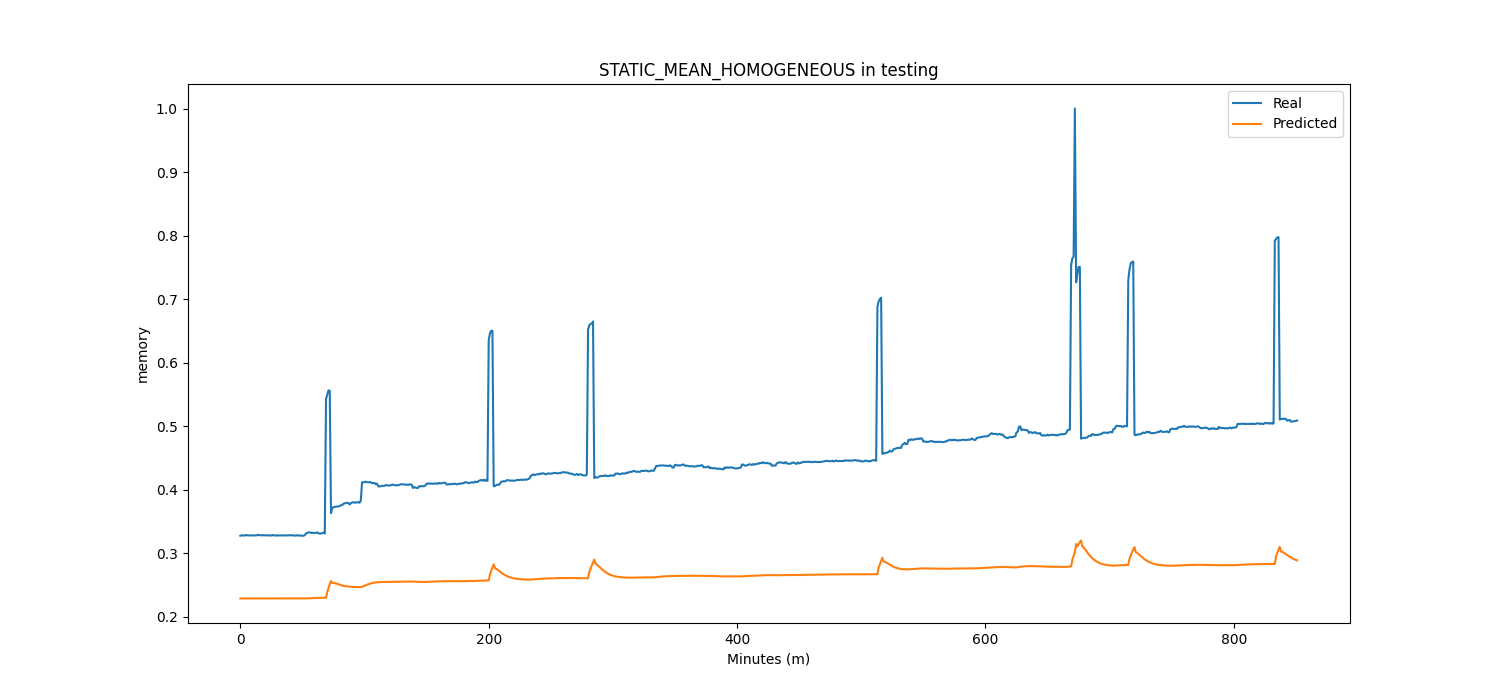 STATIC_MEAN_HOMOGENEOUS in testing
Real
Predicted
1.0
0.9
0.8
0.7
0.6
0.5
0.4
0.3
0.2
memory
0 200 400 600 800
Minutes (m)